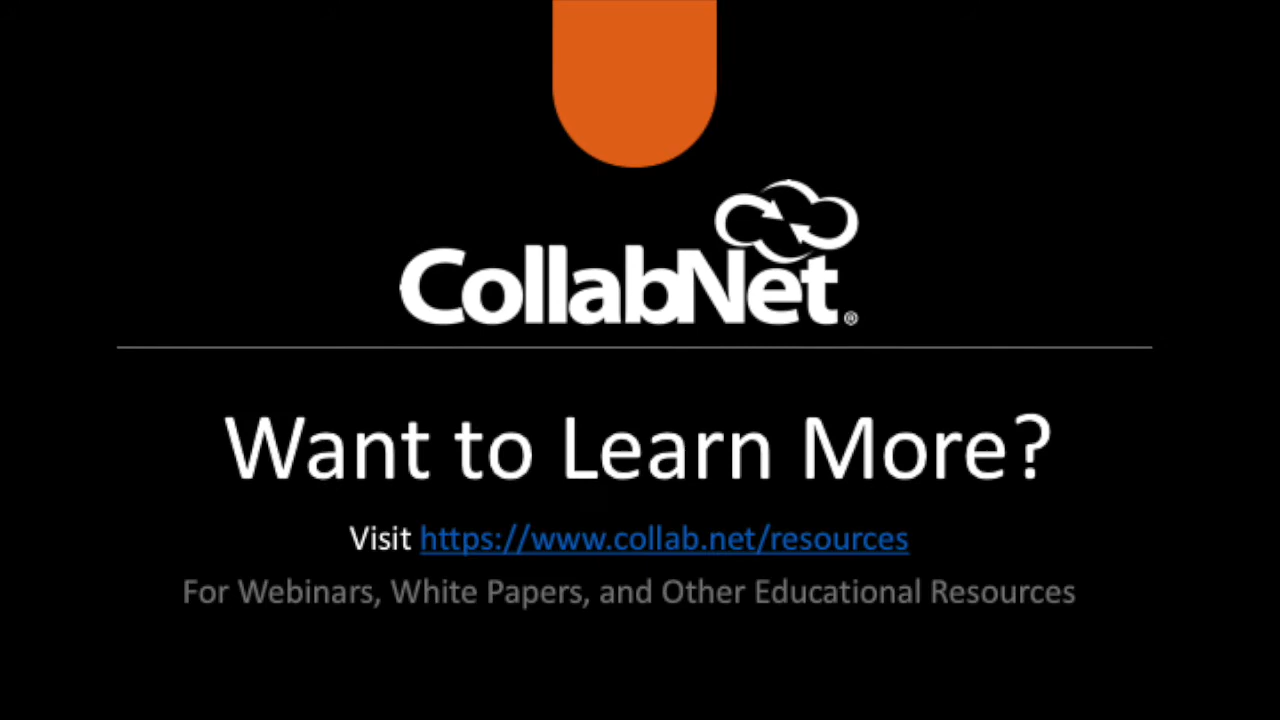 CollabNet®
Want to Learn More?
Visit https://www.collab.net/resources
For Webinars, White Papers, and Other Educational Resources